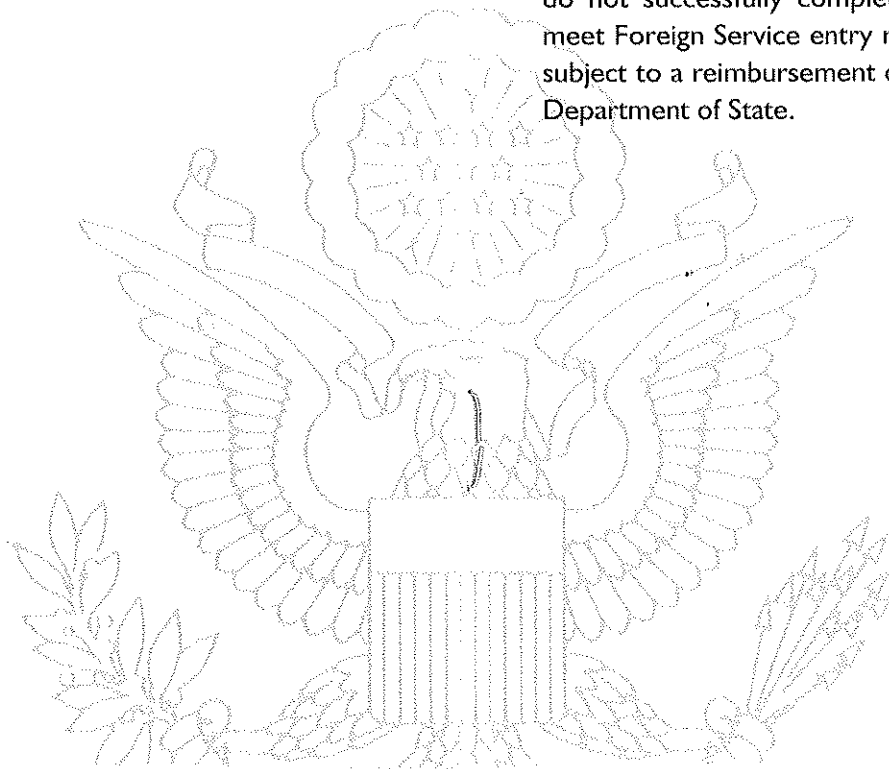 do not successfully
meet Foreign Service entry
subject to a reimbursement
Department of State.